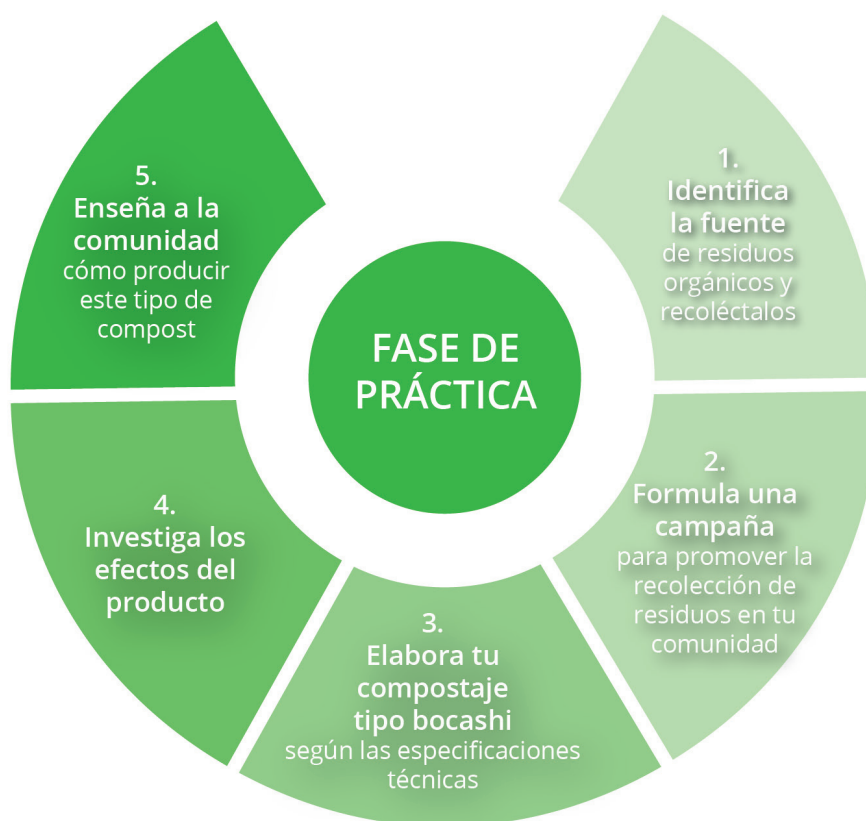 FASE DE
PRÁCTICA
1.
Identifica
la fuente
de residuos
orgánicos y
recoléctalos
2.
Formula una
campaña
para promover la
recolección de
residuos en tu
comunidad
3.
Elabora tu
compostaje
tipo bocashi
según las especificaciones
técnicas
4.
Investiga los
efectos del
producto
5.
Enseña a la
comunidad
cómo producir
este tipo de
compost